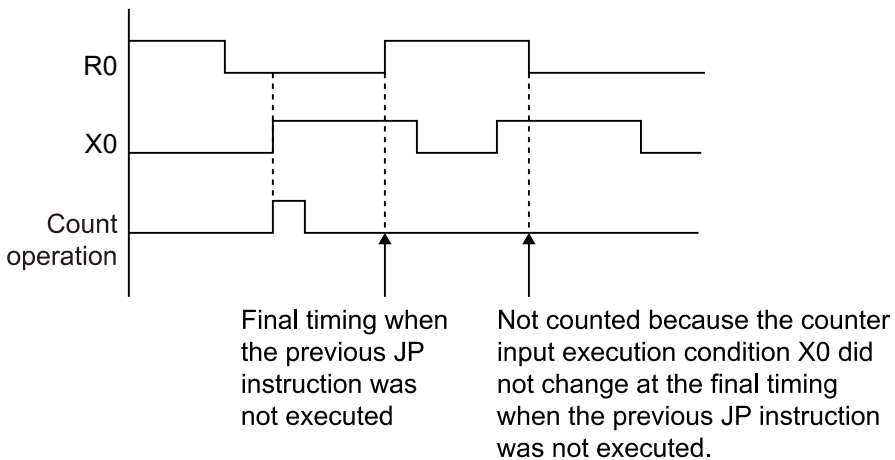 R0
X0
Count
operation
Final timing when
the previous JP
instruction was
not executed
Not counted because the counter
input execution condition X0 did
not change at the final timing
when the previous JP instruction
was not executed.